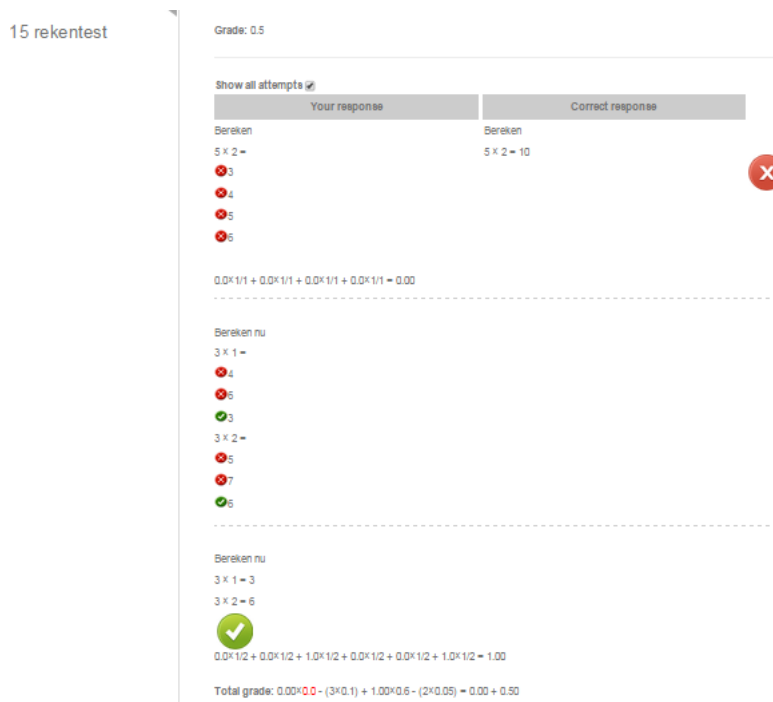 15 rekentest
Grade: 0.5
Show all attempts
Your response Correct response
Bereken Bereken
5 × 2 = 5 × 2 = 10
3
4
5
6
0.0×1/1 + 0.0×1/1 + 0.0×1/1 + 0.0×1/1 = 0.00
Bereken nu
3 × 1 =
4
6
3
3 × 2 =
5
7
6
Bereken nu
3 × 1 = 3
3 × 2 = 6
0.0×1/2 + 0.0×1/2 + 1.0×1/2 + 0.0×1/2 + 0.0×1/2 + 1.0×1/2 = 1.00
Total grade: 0.00×0.0 - (3×0.1) + 1.00×0.6 - (2×0.05) = 0.00 + 0.50